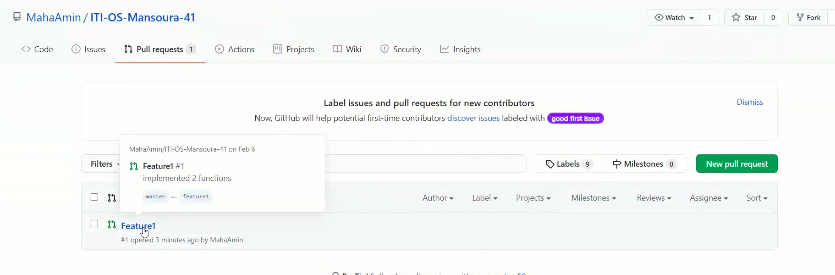 MahaAmin / ITI-OS-Mansoura-41
Watch 1 Star 0 Fork
Code Issues Pull requests 1 Actions Projects Wiki Security Insights
Label issues and pull requests for new contributors
Dismiss
Now, GitHub will help potential first-time contributors discover issues labeled with good first issue
MahaAmin/ITI-OS-Mansoura-41 on Feb 6
Feature1 #1
implemented 2 functions
master ← feature1
Filters Labels 9 Milestones 0 New pull request
Author Label Projects Milestones Reviews Assignee Sort
Feature1
#1 opened 3 minutes ago by MahaAmin